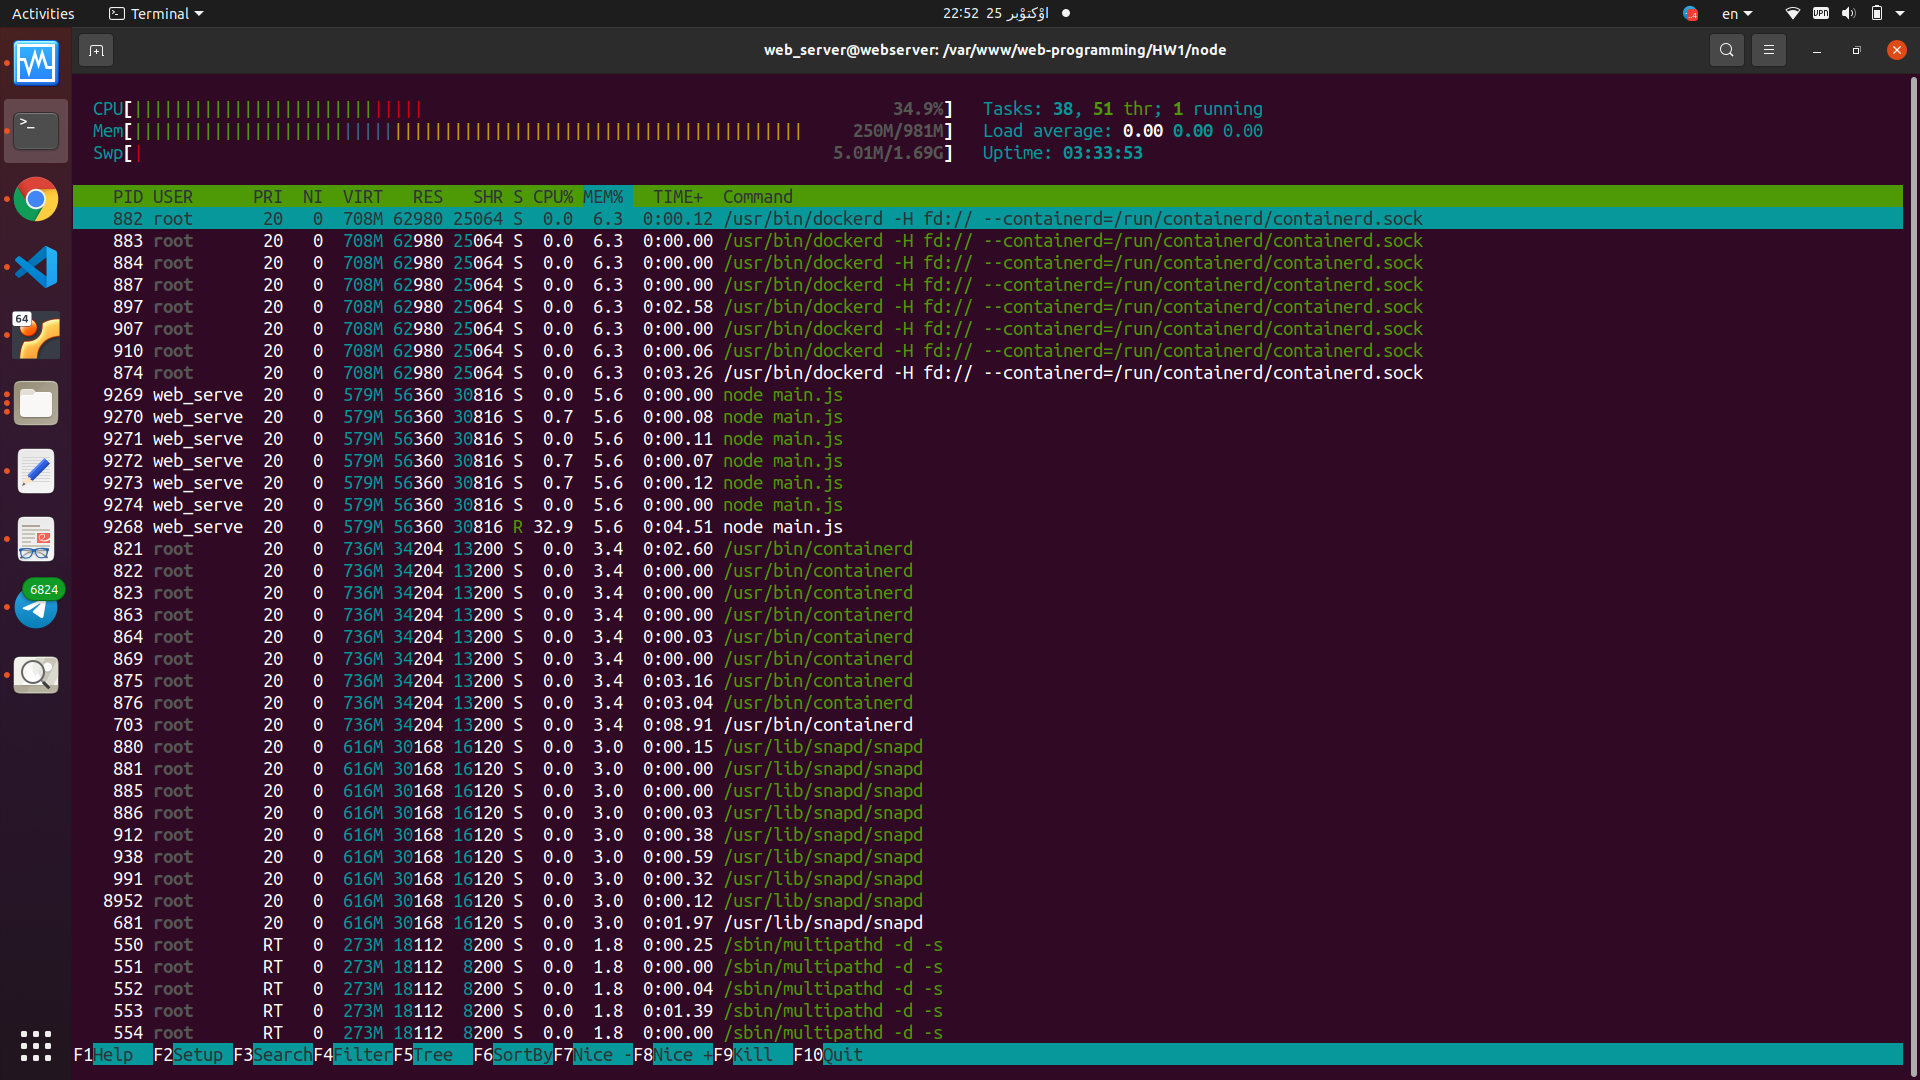 Activities Terminal 22:52 25 اۆکتۆبر en VPN
web_server@webserver: /var/www/web-programming/HW1/node
CPU[||||||||||||||||||||||||||||| 34.9%] Tasks: 38, 51 thr; 1 running
Mem[||||||||||||||||||||||||||||||||||||||||||||||||||||||||||||||||||| 250M/981M] Load average: 0.00 0.00 0.00
Swp[| 5.01M/1.69G] Uptime: 03:33:53
PID USER PRI NI VIRT RES SHR S CPU% MEM% TIME+ Command
882 root 20 0 708M 62980 25064 S 0.0 6.3 0:00.12 /usr/bin/dockerd -H fd:// --containerd=/run/containerd/containerd.sock
883 root 20 0 708M 62980 25064 S 0.0 6.3 0:00.00 /usr/bin/dockerd -H fd:// --containerd=/run/containerd/containerd.sock
884 root 20 0 708M 62980 25064 S 0.0 6.3 0:00.00 /usr/bin/dockerd -H fd:// --containerd=/run/containerd/containerd.sock
887 root 20 0 708M 62980 25064 S 0.0 6.3 0:00.00 /usr/bin/dockerd -H fd:// --containerd=/run/containerd/containerd.sock
897 root 20 0 708M 62980 25064 S 0.0 6.3 0:02.58 /usr/bin/dockerd -H fd:// --containerd=/run/containerd/containerd.sock
907 root 20 0 708M 62980 25064 S 0.0 6.3 0:00.00 /usr/bin/dockerd -H fd:// --containerd=/run/containerd/containerd.sock
910 root 20 0 708M 62980 25064 S 0.0 6.3 0:00.06 /usr/bin/dockerd -H fd:// --containerd=/run/containerd/containerd.sock
874 root 20 0 708M 62980 25064 S 0.0 6.3 0:03.26 /usr/bin/dockerd -H fd:// --containerd=/run/containerd/containerd.sock
9269 web_serve 20 0 579M 56360 30816 S 0.0 5.6 0:00.00 node main.js
9270 web_serve 20 0 579M 56360 30816 S 0.7 5.6 0:00.08 node main.js
9271 web_serve 20 0 579M 56360 30816 S 0.0 5.6 0:00.11 node main.js
9272 web_serve 20 0 579M 56360 30816 S 0.7 5.6 0:00.07 node main.js
9273 web_serve 20 0 579M 56360 30816 S 0.7 5.6 0:00.12 node main.js
9274 web_serve 20 0 579M 56360 30816 S 0.0 5.6 0:00.00 node main.js
9268 web_serve 20 0 579M 56360 30816 R 32.9 5.6 0:04.51 node main.js
821 root 20 0 736M 34204 13200 S 0.0 3.4 0:02.60 /usr/bin/containerd
822 root 20 0 736M 34204 13200 S 0.0 3.4 0:00.00 /usr/bin/containerd
823 root 20 0 736M 34204 13200 S 0.0 3.4 0:00.00 /usr/bin/containerd
863 root 20 0 736M 34204 13200 S 0.0 3.4 0:00.00 /usr/bin/containerd
864 root 20 0 736M 34204 13200 S 0.0 3.4 0:00.03 /usr/bin/containerd
869 root 20 0 736M 34204 13200 S 0.0 3.4 0:00.00 /usr/bin/containerd
875 root 20 0 736M 34204 13200 S 0.0 3.4 0:03.16 /usr/bin/containerd
876 root 20 0 736M 34204 13200 S 0.0 3.4 0:03.04 /usr/bin/containerd
703 root 20 0 736M 34204 13200 S 0.0 3.4 0:08.91 /usr/bin/containerd
880 root 20 0 616M 30168 16120 S 0.0 3.0 0:00.15 /usr/lib/snapd/snapd
881 root 20 0 616M 30168 16120 S 0.0 3.0 0:00.00 /usr/lib/snapd/snapd
885 root 20 0 616M 30168 16120 S 0.0 3.0 0:00.00 /usr/lib/snapd/snapd
886 root 20 0 616M 30168 16120 S 0.0 3.0 0:00.03 /usr/lib/snapd/snapd
912 root 20 0 616M 30168 16120 S 0.0 3.0 0:00.38 /usr/lib/snapd/snapd
938 root 20 0 616M 30168 16120 S 0.0 3.0 0:00.59 /usr/lib/snapd/snapd
991 root 20 0 616M 30168 16120 S 0.0 3.0 0:00.32 /usr/lib/snapd/snapd
8952 root 20 0 616M 30168 16120 S 0.0 3.0 0:00.12 /usr/lib/snapd/snapd
681 root 20 0 616M 30168 16120 S 0.0 3.0 0:01.97 /usr/lib/snapd/snapd
550 root RT 0 273M 18112 8200 S 0.0 1.8 0:00.25 /sbin/multipathd -d -s
551 root RT 0 273M 18112 8200 S 0.0 1.8 0:00.00 /sbin/multipathd -d -s
552 root RT 0 273M 18112 8200 S 0.0 1.8 0:00.04 /sbin/multipathd -d -s
553 root RT 0 273M 18112 8200 S 0.0 1.8 0:01.39 /sbin/multipathd -d -s
554 root RT 0 273M 18112 8200 S 0.0 1.8 0:00.00 /sbin/multipathd -d -s
F1Help F2Setup F3SearchF4FilterF5Tree F6SortByF7Nice -F8Nice +F9Kill F10Quit
64
6824